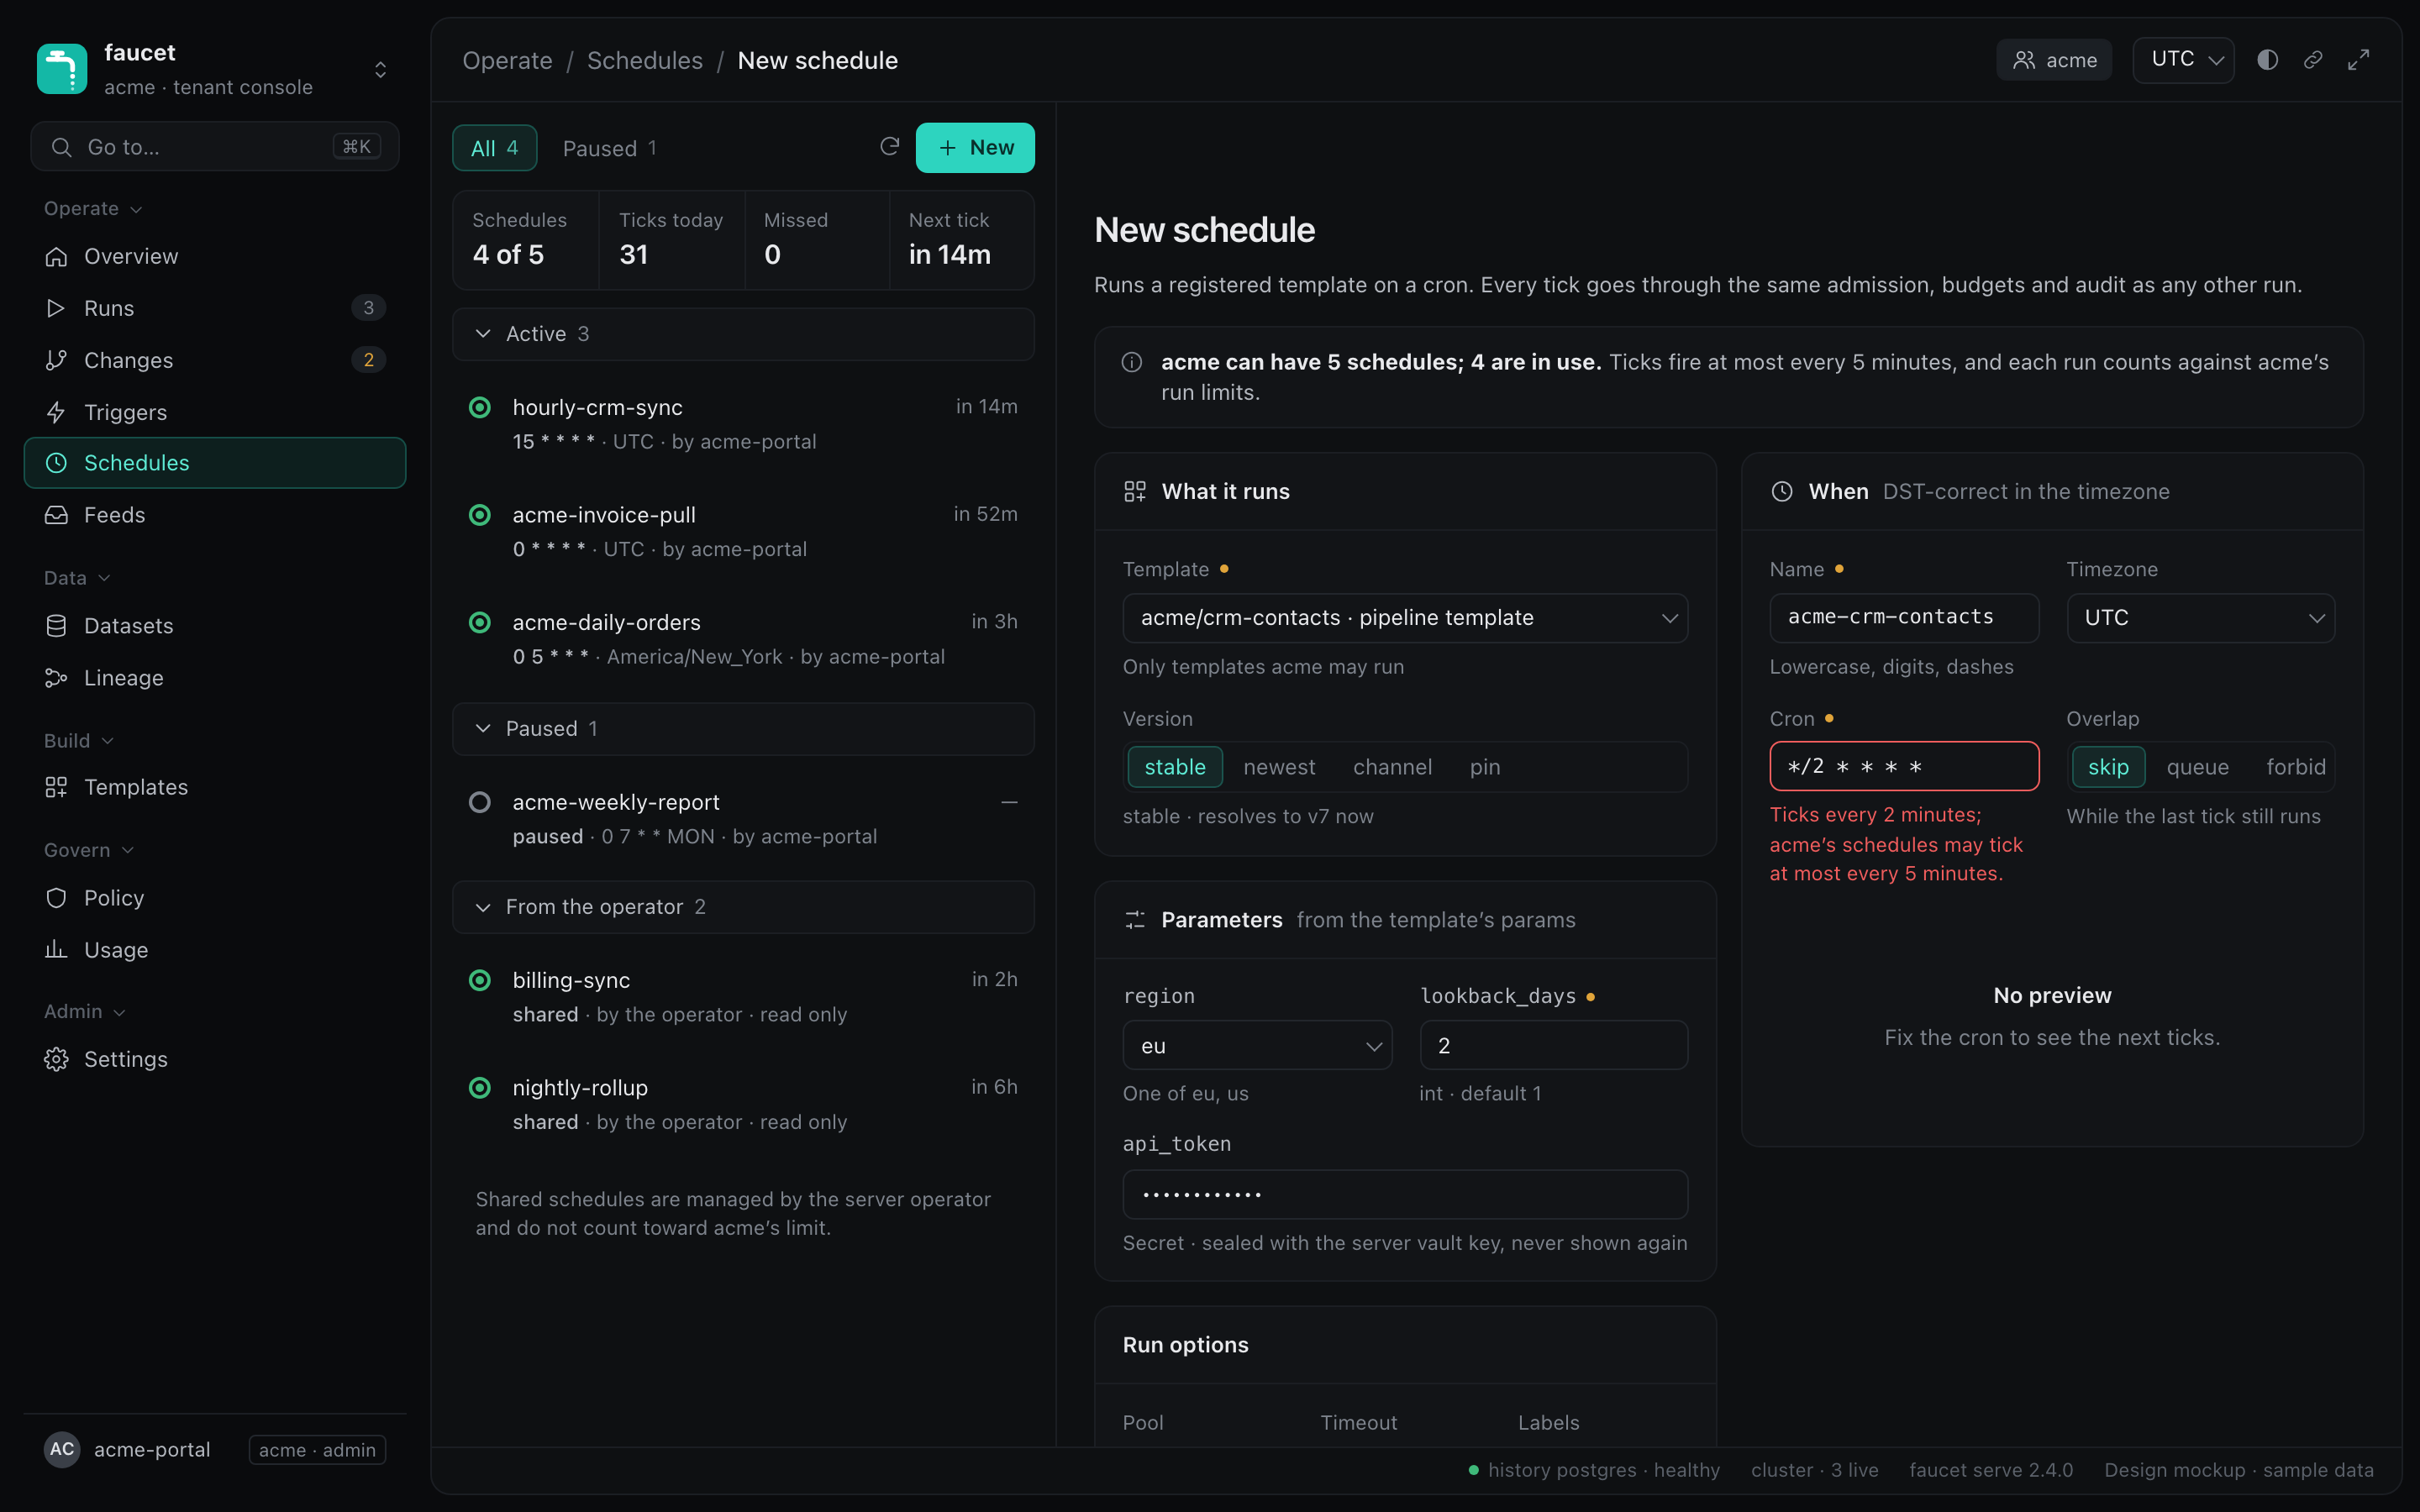 faucet
acme · tenant console
Go to...
⌘K
Operate
Overview
Runs 3
Changes 2
Triggers
Schedules
Feeds
Data
Datasets
Lineage
Build
Templates
Govern
Policy
Usage
Admin
Settings
AC acme-portal acme · admin
Operate / Schedules / New schedule
acme
UTC
All 4
Paused 1
+ New
Schedules
4 of 5
Ticks today
31
Missed
0
Next tick
in 14m
Active 3
hourly-crm-sync in 14m
15 * * * * · UTC · by acme-portal
acme-invoice-pull in 52m
0 * * * * · UTC · by acme-portal
acme-daily-orders in 3h
0 5 * * * · America/New_York · by acme-portal
Paused 1
acme-weekly-report —
paused · 0 7 * * MON · by acme-portal
From the operator 2
billing-sync in 2h
shared · by the operator · read only
nightly-rollup in 6h
shared · by the operator · read only
Shared schedules are managed by the server operator
and do not count toward acme’s limit.
New schedule
Runs a registered template on a cron. Every tick goes through the same admission, budgets and audit as any other run.
acme can have 5 schedules; 4 are in use. Ticks fire at most every 5 minutes, and each run counts against acme’s
run limits.
What it runs
Template
acme/crm-contacts · pipeline template
Only templates acme may run
Version
stable newest channel pin
stable · resolves to v7 now
Parameters from the template’s params
region
eu
One of eu, us
lookback_days
2
int · default 1
api_token
••••••••••••
Secret · sealed with the server vault key, never shown again
Run options
Pool Timeout Labels
When DST-correct in the timezone
Name
acme-crm-contacts
Lowercase, digits, dashes
Timezone
UTC
Cron
*/2 * * * *
Ticks every 2 minutes;
acme’s schedules may tick
at most every 5 minutes.
Overlap
skip queue forbid
While the last tick still runs
No preview
Fix the cron to see the next ticks.
history postgres · healthy
cluster · 3 live
faucet serve 2.4.0
Design mockup · sample data